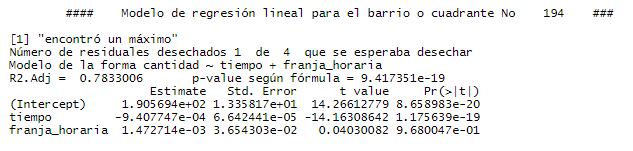 #### Modelo de regresión lineal para el barrio o cuadrante No 194 ###
[1] "encontró un máximo"
Número de residuales desechados 1 de 4 que se esperaba desechar
Modelo de la forma cantidad ~ tiempo + franja_horaria
R2.Adj = 0.7833006 p-value según fórmula = 9.417351e-19
Estimate Std. Error t value Pr(>|t|)
(Intercept) 1.905694e+02 1.335817e+01 14.26612779 8.658983e-20
tiempo -9.407747e-04 6.642441e-05 -14.16308642 1.175639e-19
franja_horaria 1.472714e-03 3.654303e-02 0.04030082 9.680047e-01